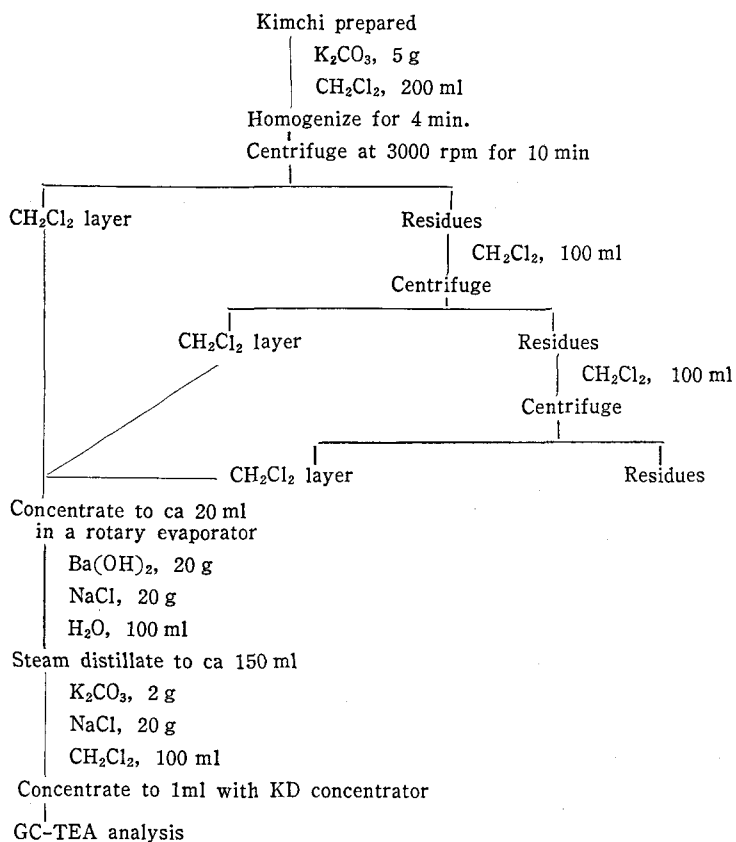 Kimchi prepared
K₂CO₃, 5 g
CH₂Cl₂, 200 ml
Homogenize for 4 min.
Centrifuge at 3000 rpm for 10 min
CH₂Cl₂ layer
Residues
CH₂Cl₂, 100 ml
Centrifuge
CH₂Cl₂ layer
Residues
CH₂Cl₂, 100 ml
Centrifuge
CH₂Cl₂ layer
Residues
Concentrate to ca 20 ml
in a rotary evaporator
Ba(OH)₂, 20 g
NaCl, 20 g
H₂O, 100 ml
Steam distillate to ca 150 ml
K₂CO₃, 2 g
NaCl, 20 g
CH₂Cl₂, 100 ml
Concentrate to 1ml with KD concentrator
GC-TEA analysis